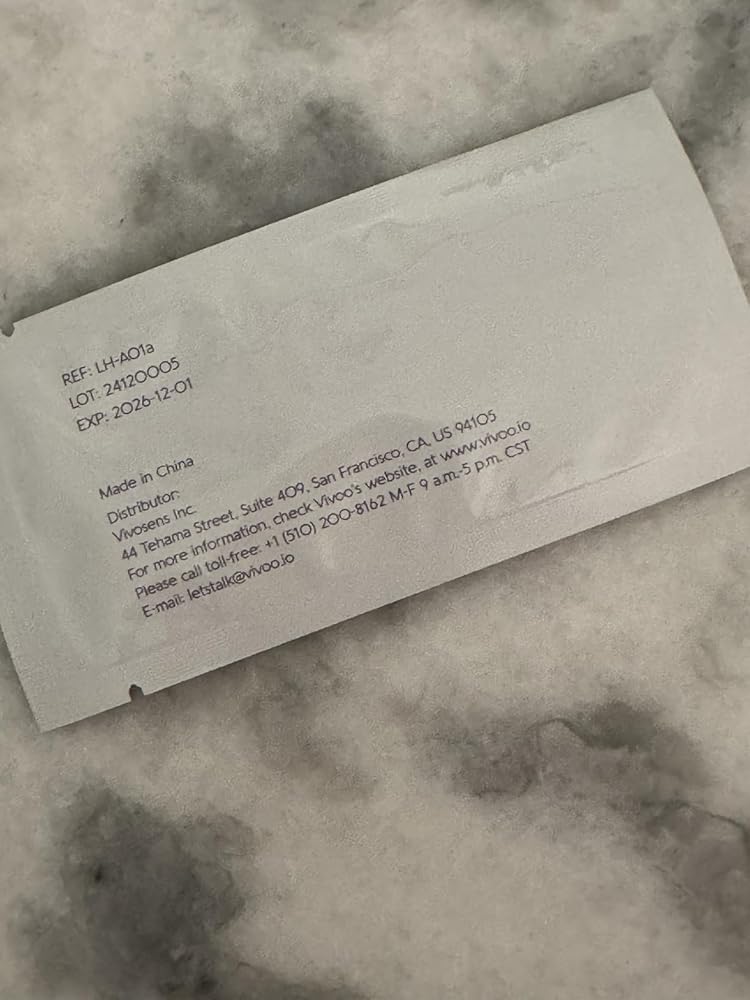 REF: LH-A01a
LOT: 24120005
EXP: 2026-12-01
Made in China
Distributor:
Vivosens Inc.
44 Tehama Street, Suite 409, San Francisco, CA, US 94105
For more information, check Vivoo's website, at www.vivoo.io
Please call toll-free: +1 (510) 200-8162 M-F 9 a.m.-5 p.m. CST
E-mail: letstalk@vivoo.io